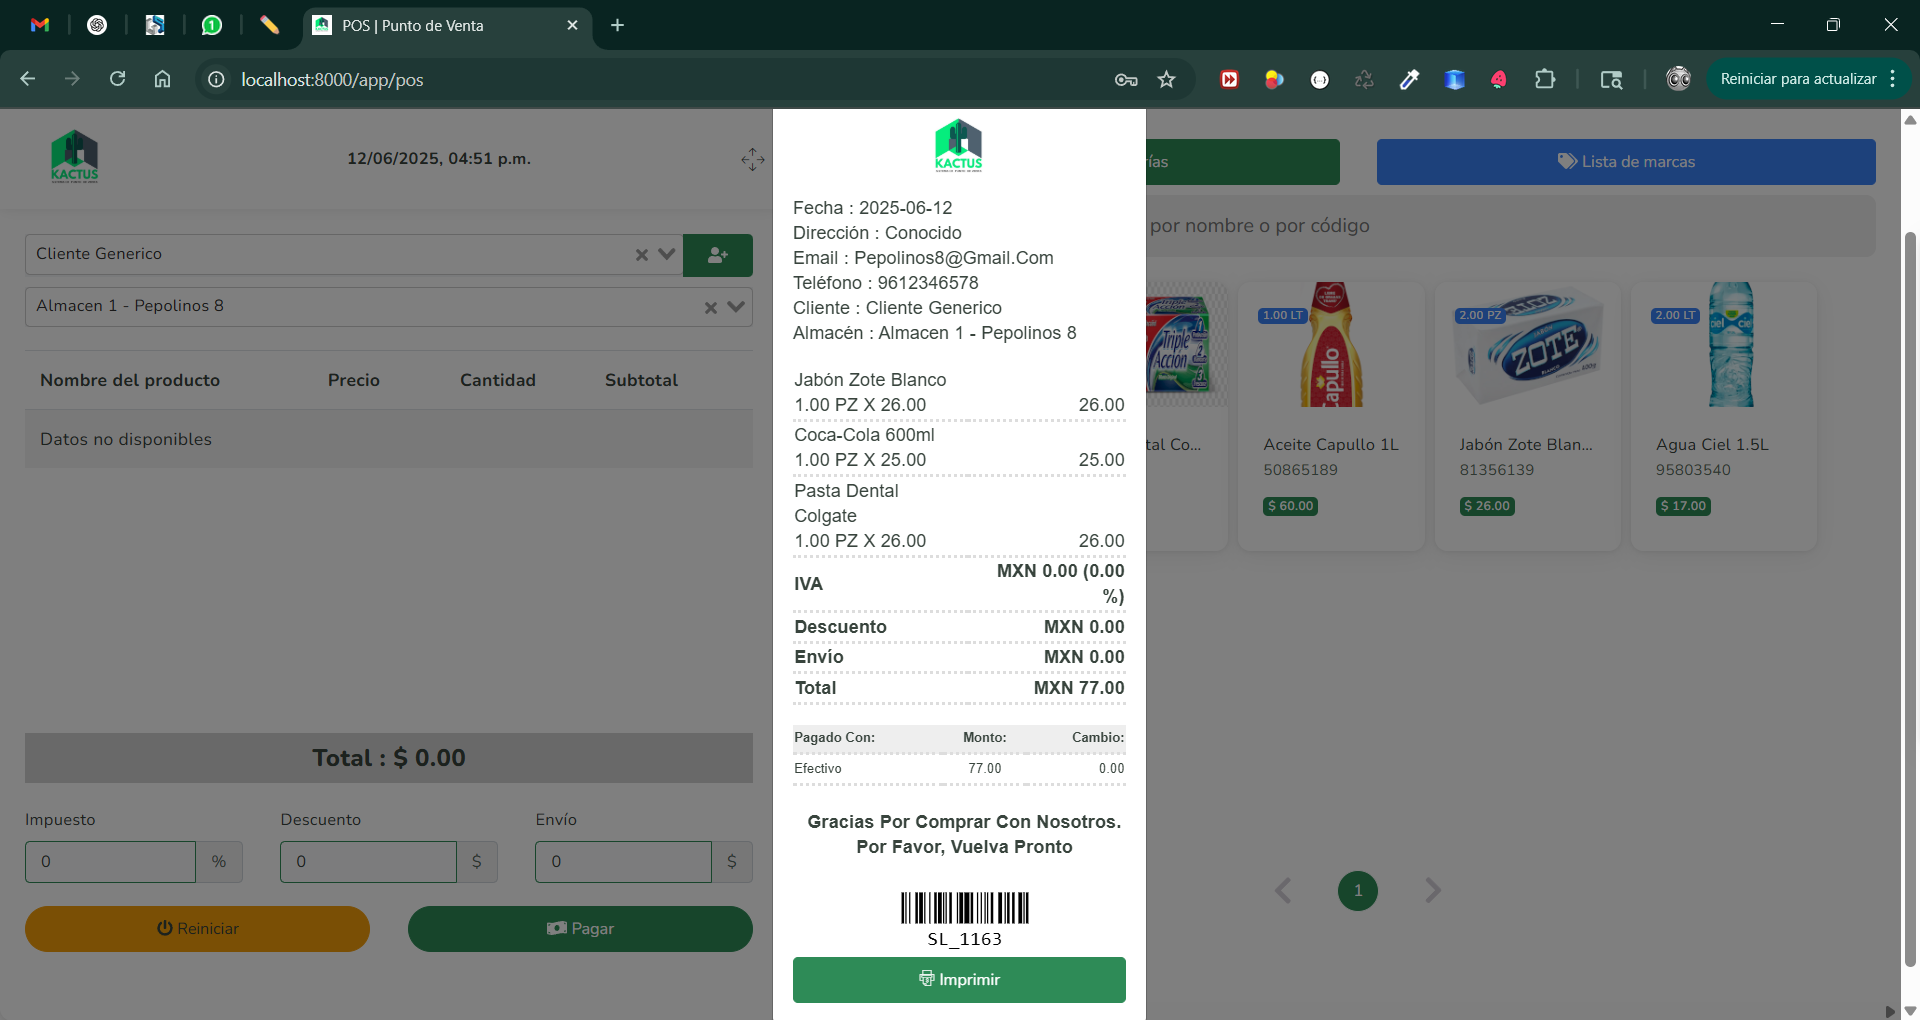 POS | Punto de Venta
localhost:8000/app/pos
Reiniciar para actualizar
KACTUS
12/06/2025, 04:51 p.m.
Cliente Generico
Almacen 1 - Pepolinos 8
Nombre del producto Precio Cantidad Subtotal
Datos no disponibles
Total : $ 0.00
Impuesto Descuento Envío
0 % 0 $ 0 $
Reiniciar Pagar
KACTUS
Fecha : 2025-06-12
Dirección : Conocido
Email : Pepolinos8@Gmail.Com
Teléfono : 9612346578
Cliente : Cliente Generico
Almacén : Almacen 1 - Pepolinos 8
Jabón Zote Blanco
1.00 PZ X 26.00 26.00
Coca-Cola 600ml
1.00 PZ X 25.00 25.00
Pasta Dental
Colgate
1.00 PZ X 26.00 26.00
IVA MXN 0.00 (0.00
%)
Descuento MXN 0.00
Envío MXN 0.00
Total MXN 77.00
Pagado Con: Monto: Cambio:
Efectivo 77.00 0.00
Gracias Por Comprar Con Nosotros.
Por Favor, Vuelva Pronto
SL_1163
Imprimir
ías
Lista de marcas
por nombre o por código
Triple
Acción
tal Co...
1.00 LT
Capullo
Aceite Capullo 1L
50865189
$ 60.00
2.00 PZ
ZOTE
Jabón Zote Blan...
81356139
$ 26.00
2.00 LT
ciel
Agua Ciel 1.5L
95803540
$ 17.00
1